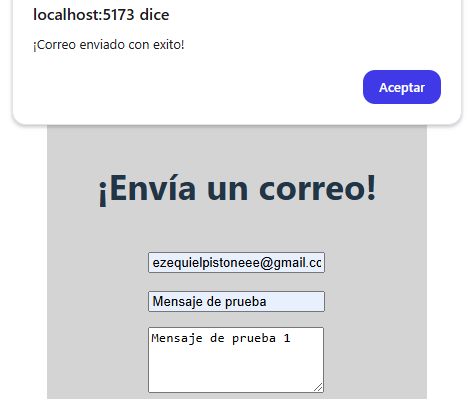 localhost:5173 dice
¡Correo enviado con exito!
Aceptar
¡Envía un correo!
ezequielpistoneee@gmail.cc
Mensaje de prueba
Mensaje de prueba 1